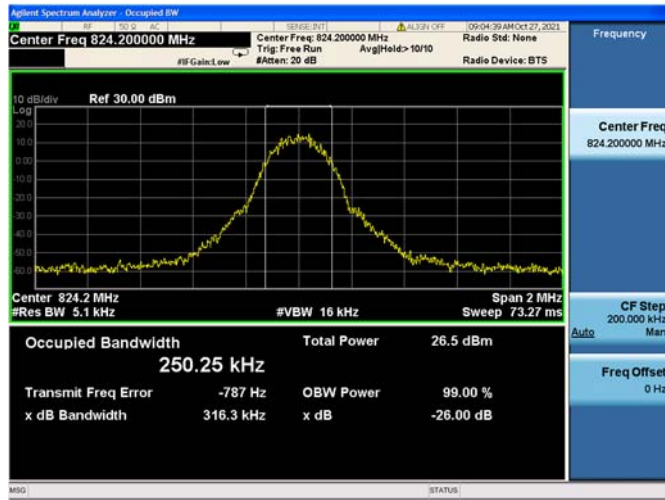 Agilent Spectrum Analyzer - Occupied BW
RF 50 Ω AC SENSE:INT ALIGN OFF 09:04:39 AM Oct 27, 2021
Center Freq 824.200000 MHz
Center Freq: 824.200000 MHz
Radio Std: None
Trig: Free Run Avg|Hold:> 10/10
#IFGain:Low #Atten: 20 dB Radio Device: BTS
10 dB/div Ref 30.00 dBm
Log
20.0
10.0
0.00
-10.0
-20.0
-30.0
-40.0
-50.0
-60.0
Center 824.2 MHz Span 2 MHz
#Res BW 5.1 kHz #VBW 16 kHz Sweep 73.27 ms
Occupied Bandwidth Total Power 26.5 dBm
250.25 kHz
Transmit Freq Error -787 Hz OBW Power 99.00 %
x dB Bandwidth 316.3 kHz x dB -26.00 dB
MSG STATUS
Frequency
Center Freq
824.200000 MHz
CF Step
200.000 kHz
Auto Man
Freq Offset
0 Hz